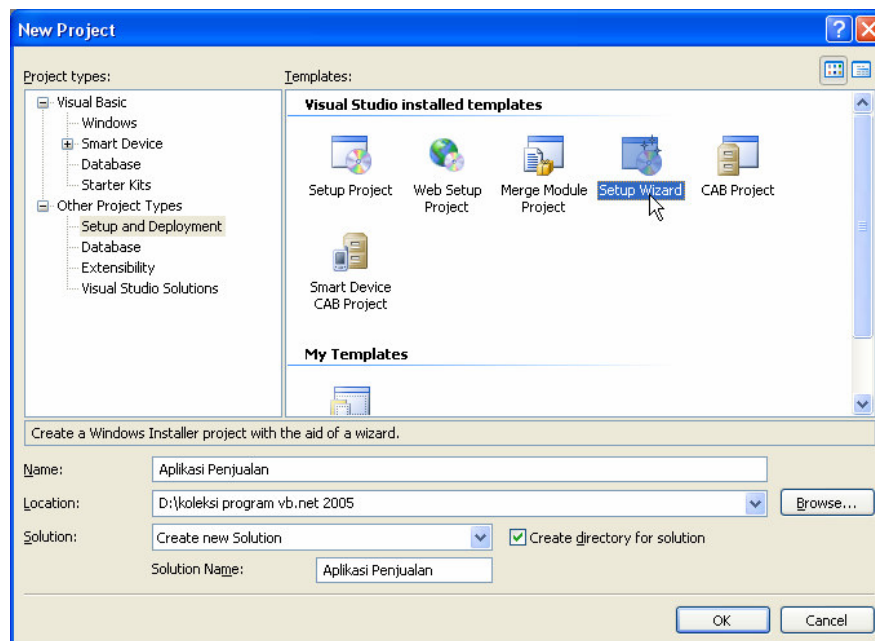 New Project
Project types:
Templates:
Visual Basic
Windows
Smart Device
Database
Starter Kits
Other Project Types
Setup and Deployment
Database
Extensibility
Visual Studio Solutions
Visual Studio installed templates
Setup Project
Web Setup
Project
Merge Module
Project
Setup Wizard
CAB Project
Smart Device
CAB Project
My Templates
Create a Windows Installer project with the aid of a wizard.
Name:
Aplikasi Penjualan
Location:
D:\koleksi program vb.net 2005
Browse...
Solution:
Create new Solution
Create directory for solution
Solution Name:
Aplikasi Penjualan
OK
Cancel